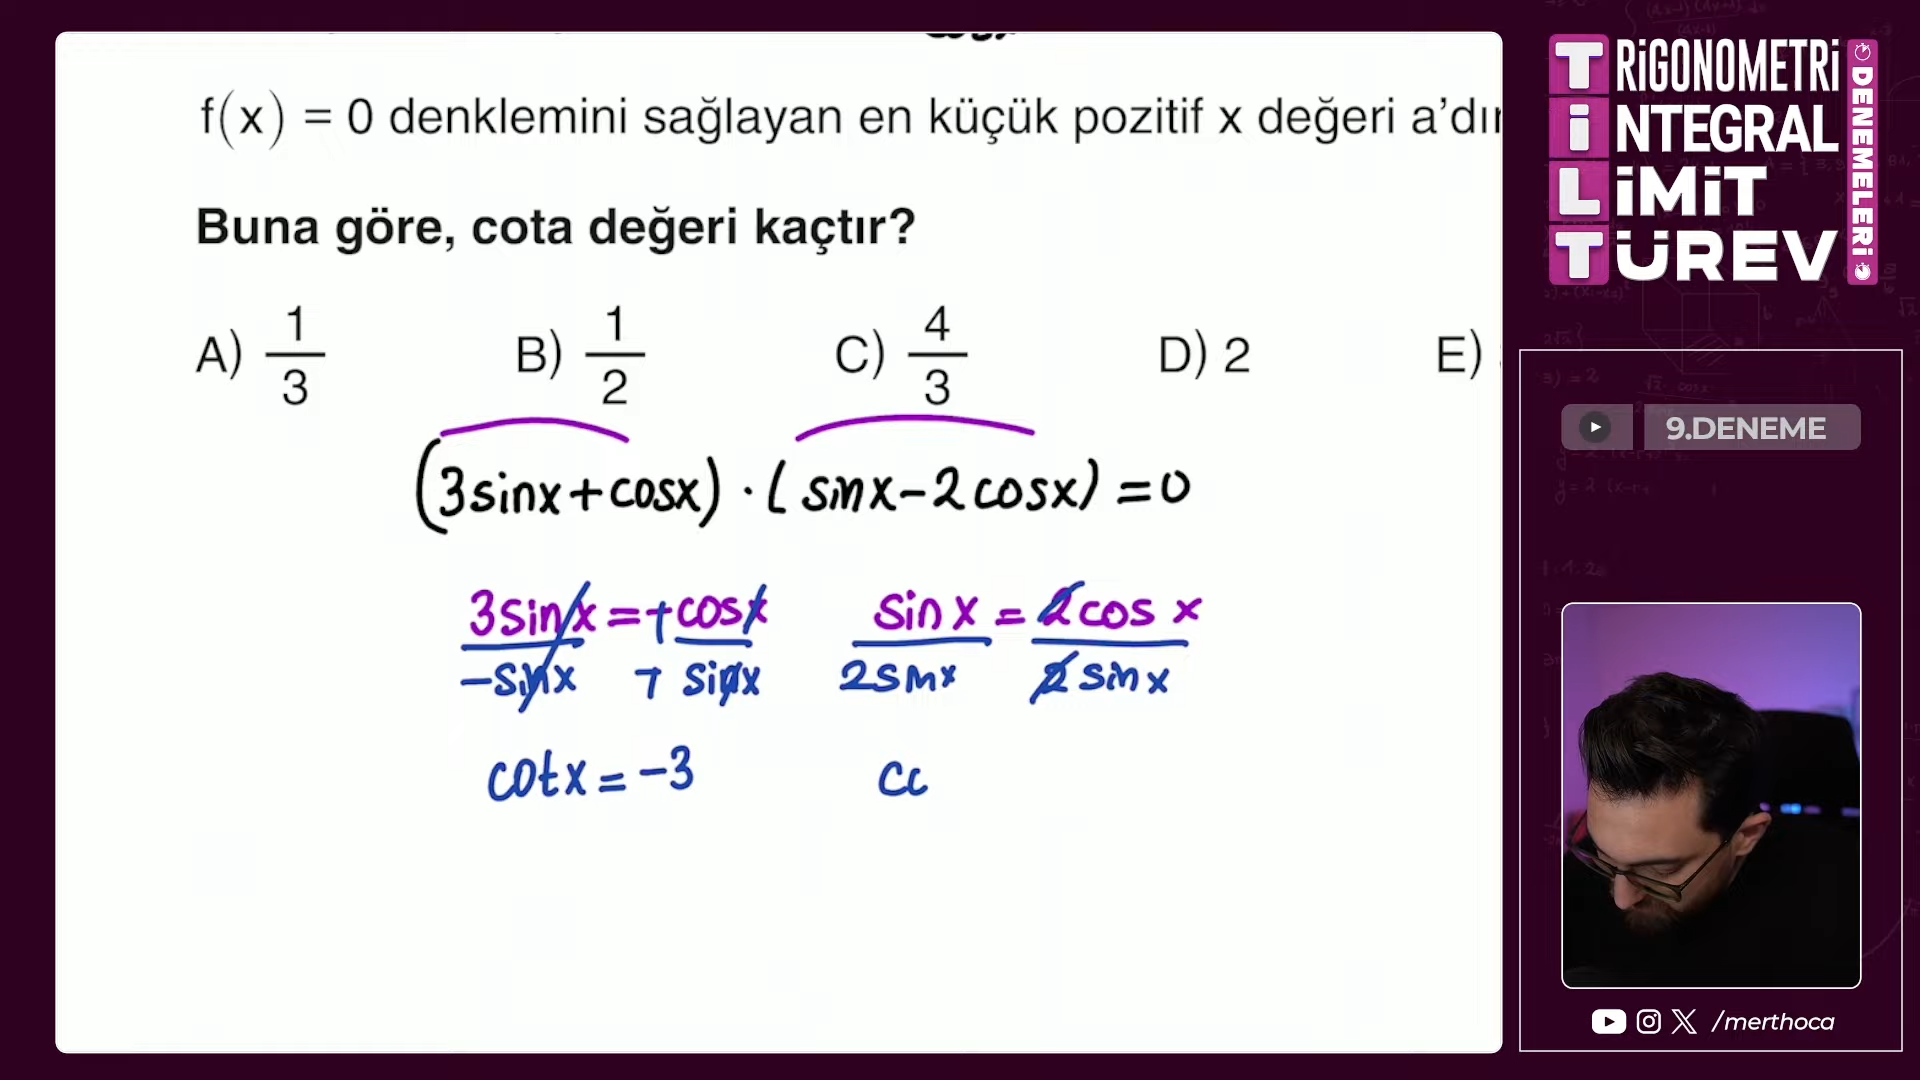 f(x) = 0 denklemini sağlayan en küçük pozitif x değeri a'dır
Buna göre, cota değeri kaçtır?
A) 1/3 B) 1/2 C) 4/3 D) 2 E)
(3sinx+cosx)·(sinx-2cosx)=0
3sinx=+cosx sinx=2cosx
-sinx + sinx 2sinx 2sinx
cotx=-3 co
TRİGONOMETRİ
İNTEGRAL
LİMİT
TÜREV
DENEMELERİ
9.DENEME
/merthoca